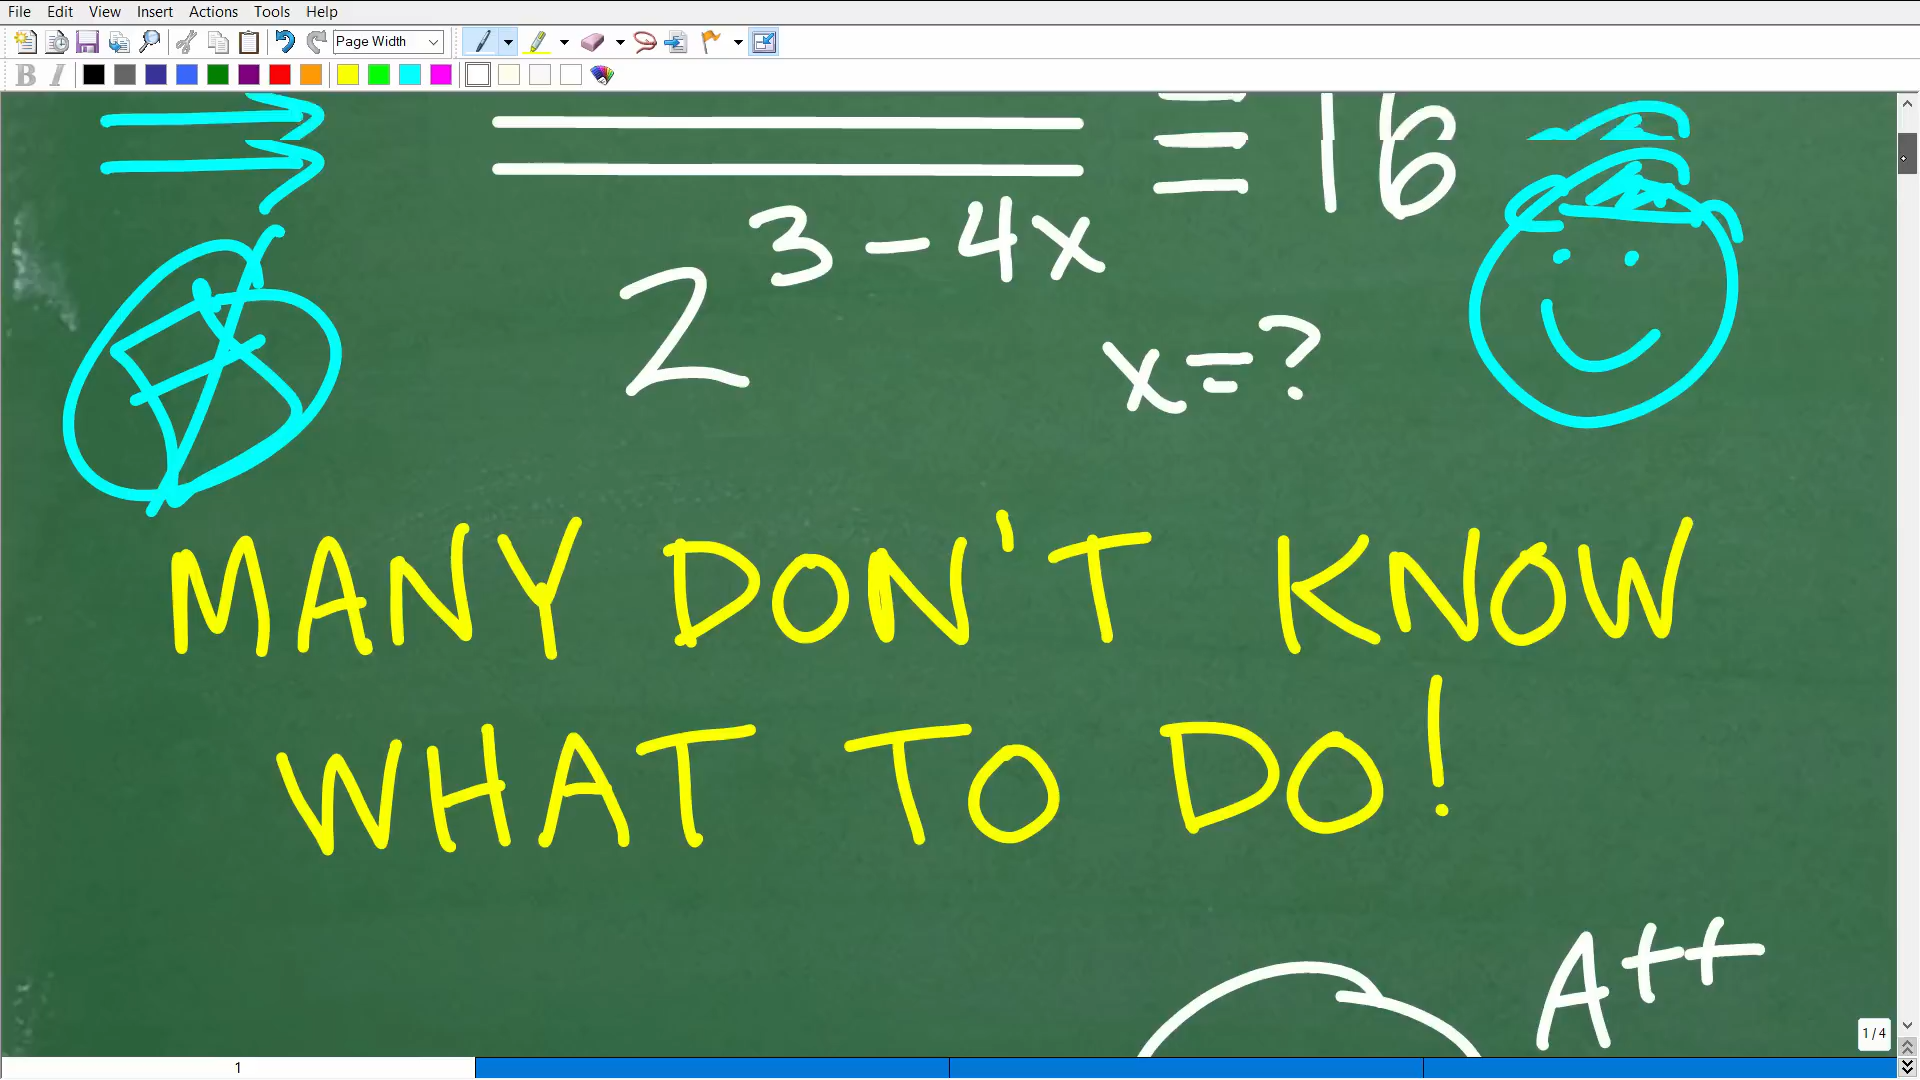 File Edit View Insert Actions Tools Help
Page Width
B I
= 16
2^{3-4x}
x=?
MANY DON'T KNOW
WHAT TO DO!
A++
1/4
1